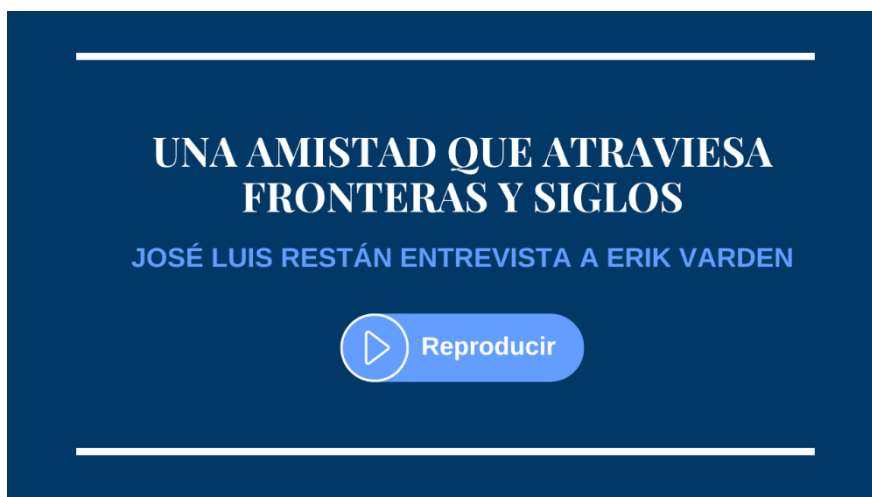 UNA AMISTAD QUE ATRAVIESA
FRONTERAS Y SIGLOS
JOSÉ LUIS RESTÁN ENTREVISTA A ERIK VARDEN
Reproducir